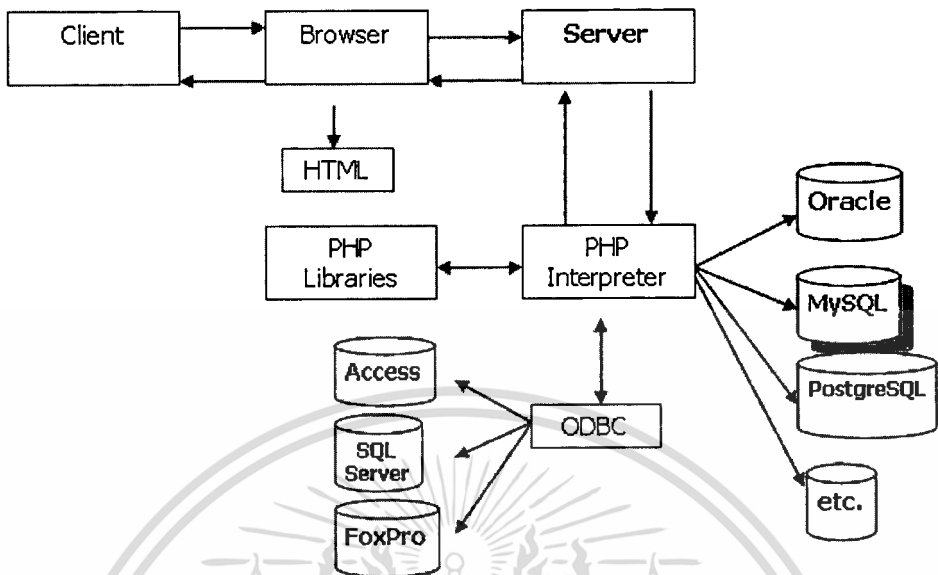 Client
Browser
Server
HTML
PHP
Libraries
PHP
Interpreter
Oracle
MySQL
PostgreSQL
etc.
Access
SQL
Server
FoxPro
ODBC